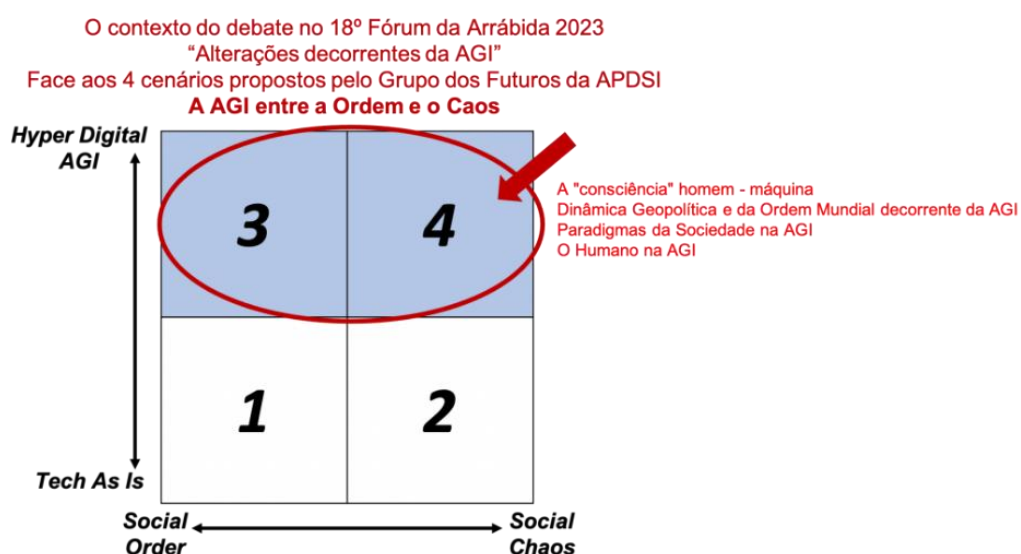 O contexto do debate no 18º Fórum da Arrábida 2023
“Alterações decorrentes da AGI”
Face aos 4 cenários propostos pelo Grupo dos Futuros da APDSI
A AGI entre a Ordem e o Caos
Hyper Digital
AGI
3
4
A "consciência" homem - máquina
Dinâmica Geopolítica e da Ordem Mundial decorrente da AGI
Paradigmas da Sociedade na AGI
O Humano na AGI
1
2
Tech As Is
Social
Order
Social
Chaos